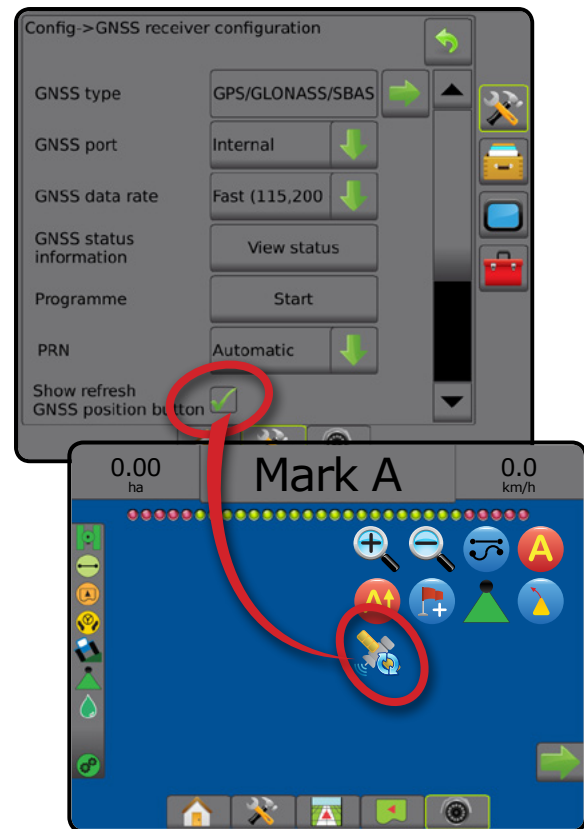 Config->GNSS receiver configuration
GNSS type GPS/GLONASS/SBAS
GNSS port Internal
GNSS data rate Fast (115,200
GNSS status
information
View status
Programme Start
PRN Automatic
Show refresh
GNSS position button
0.00
ha
Mark A
0.0
km/h
A
A